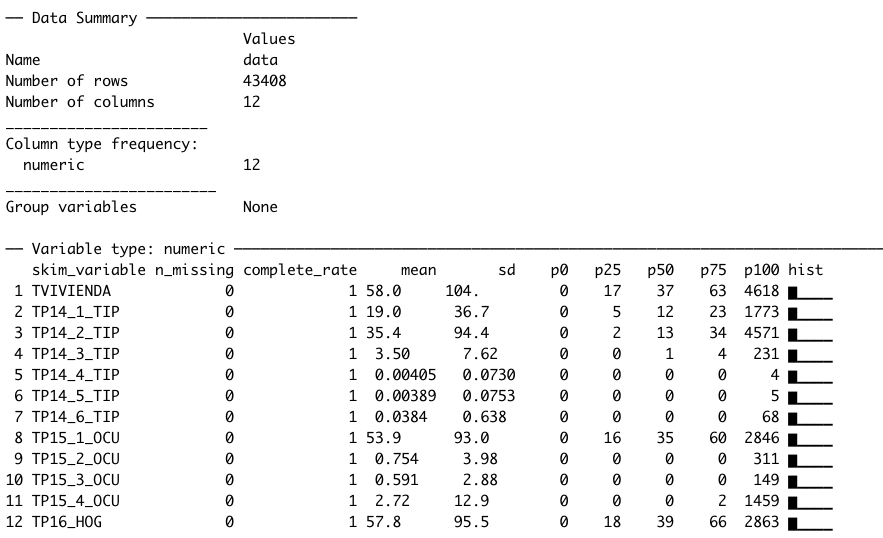 ── Data Summary ────────────────────────
                           Values
Name                       data
Number of rows             43408
Number of columns          12
_______________________
Column type frequency:
  numeric                  12
________________________
Group variables            None

── Variable type: numeric ──────────────────────────────────────────────────────
   skim_variable n_missing complete_rate     mean       sd    p0   p25   p50   p75  p100 hist
 1 TVIVIENDA             0             1 58.0     104.         0    17    37    63  4618 ▇▁▁▁▁
 2 TP14_1_TIP            0             1 19.0      36.7        0     5    12    23  1773 ▇▁▁▁▁
 3 TP14_2_TIP            0             1 35.4      94.4        0     2    13    34  4571 ▇▁▁▁▁
 4 TP14_3_TIP            0             1  3.50      7.62       0     0     1     4   231 ▇▁▁▁▁
 5 TP14_4_TIP            0             1  0.00405   0.0730     0     0     0     0     4 ▇▁▁▁▁
 6 TP14_5_TIP            0             1  0.00389   0.0753     0     0     0     0     5 ▇▁▁▁▁
 7 TP14_6_TIP            0             1  0.0384    0.638      0     0     0     0    68 ▇▁▁▁▁
 8 TP15_1_OCU            0             1 53.9      93.0        0    16    35    60  2846 ▇▁▁▁▁
 9 TP15_2_OCU            0             1  0.754     3.98       0     0     0     0   311 ▇▁▁▁▁
10 TP15_3_OCU            0             1  0.591     2.88       0     0     0     0   149 ▇▁▁▁▁
11 TP15_4_OCU            0             1  2.72     12.9        0     0     0     2  1459 ▇▁▁▁▁
12 TP16_HOG              0             1 57.8      95.5        0    18    39    66  2863 ▇▁▁▁▁